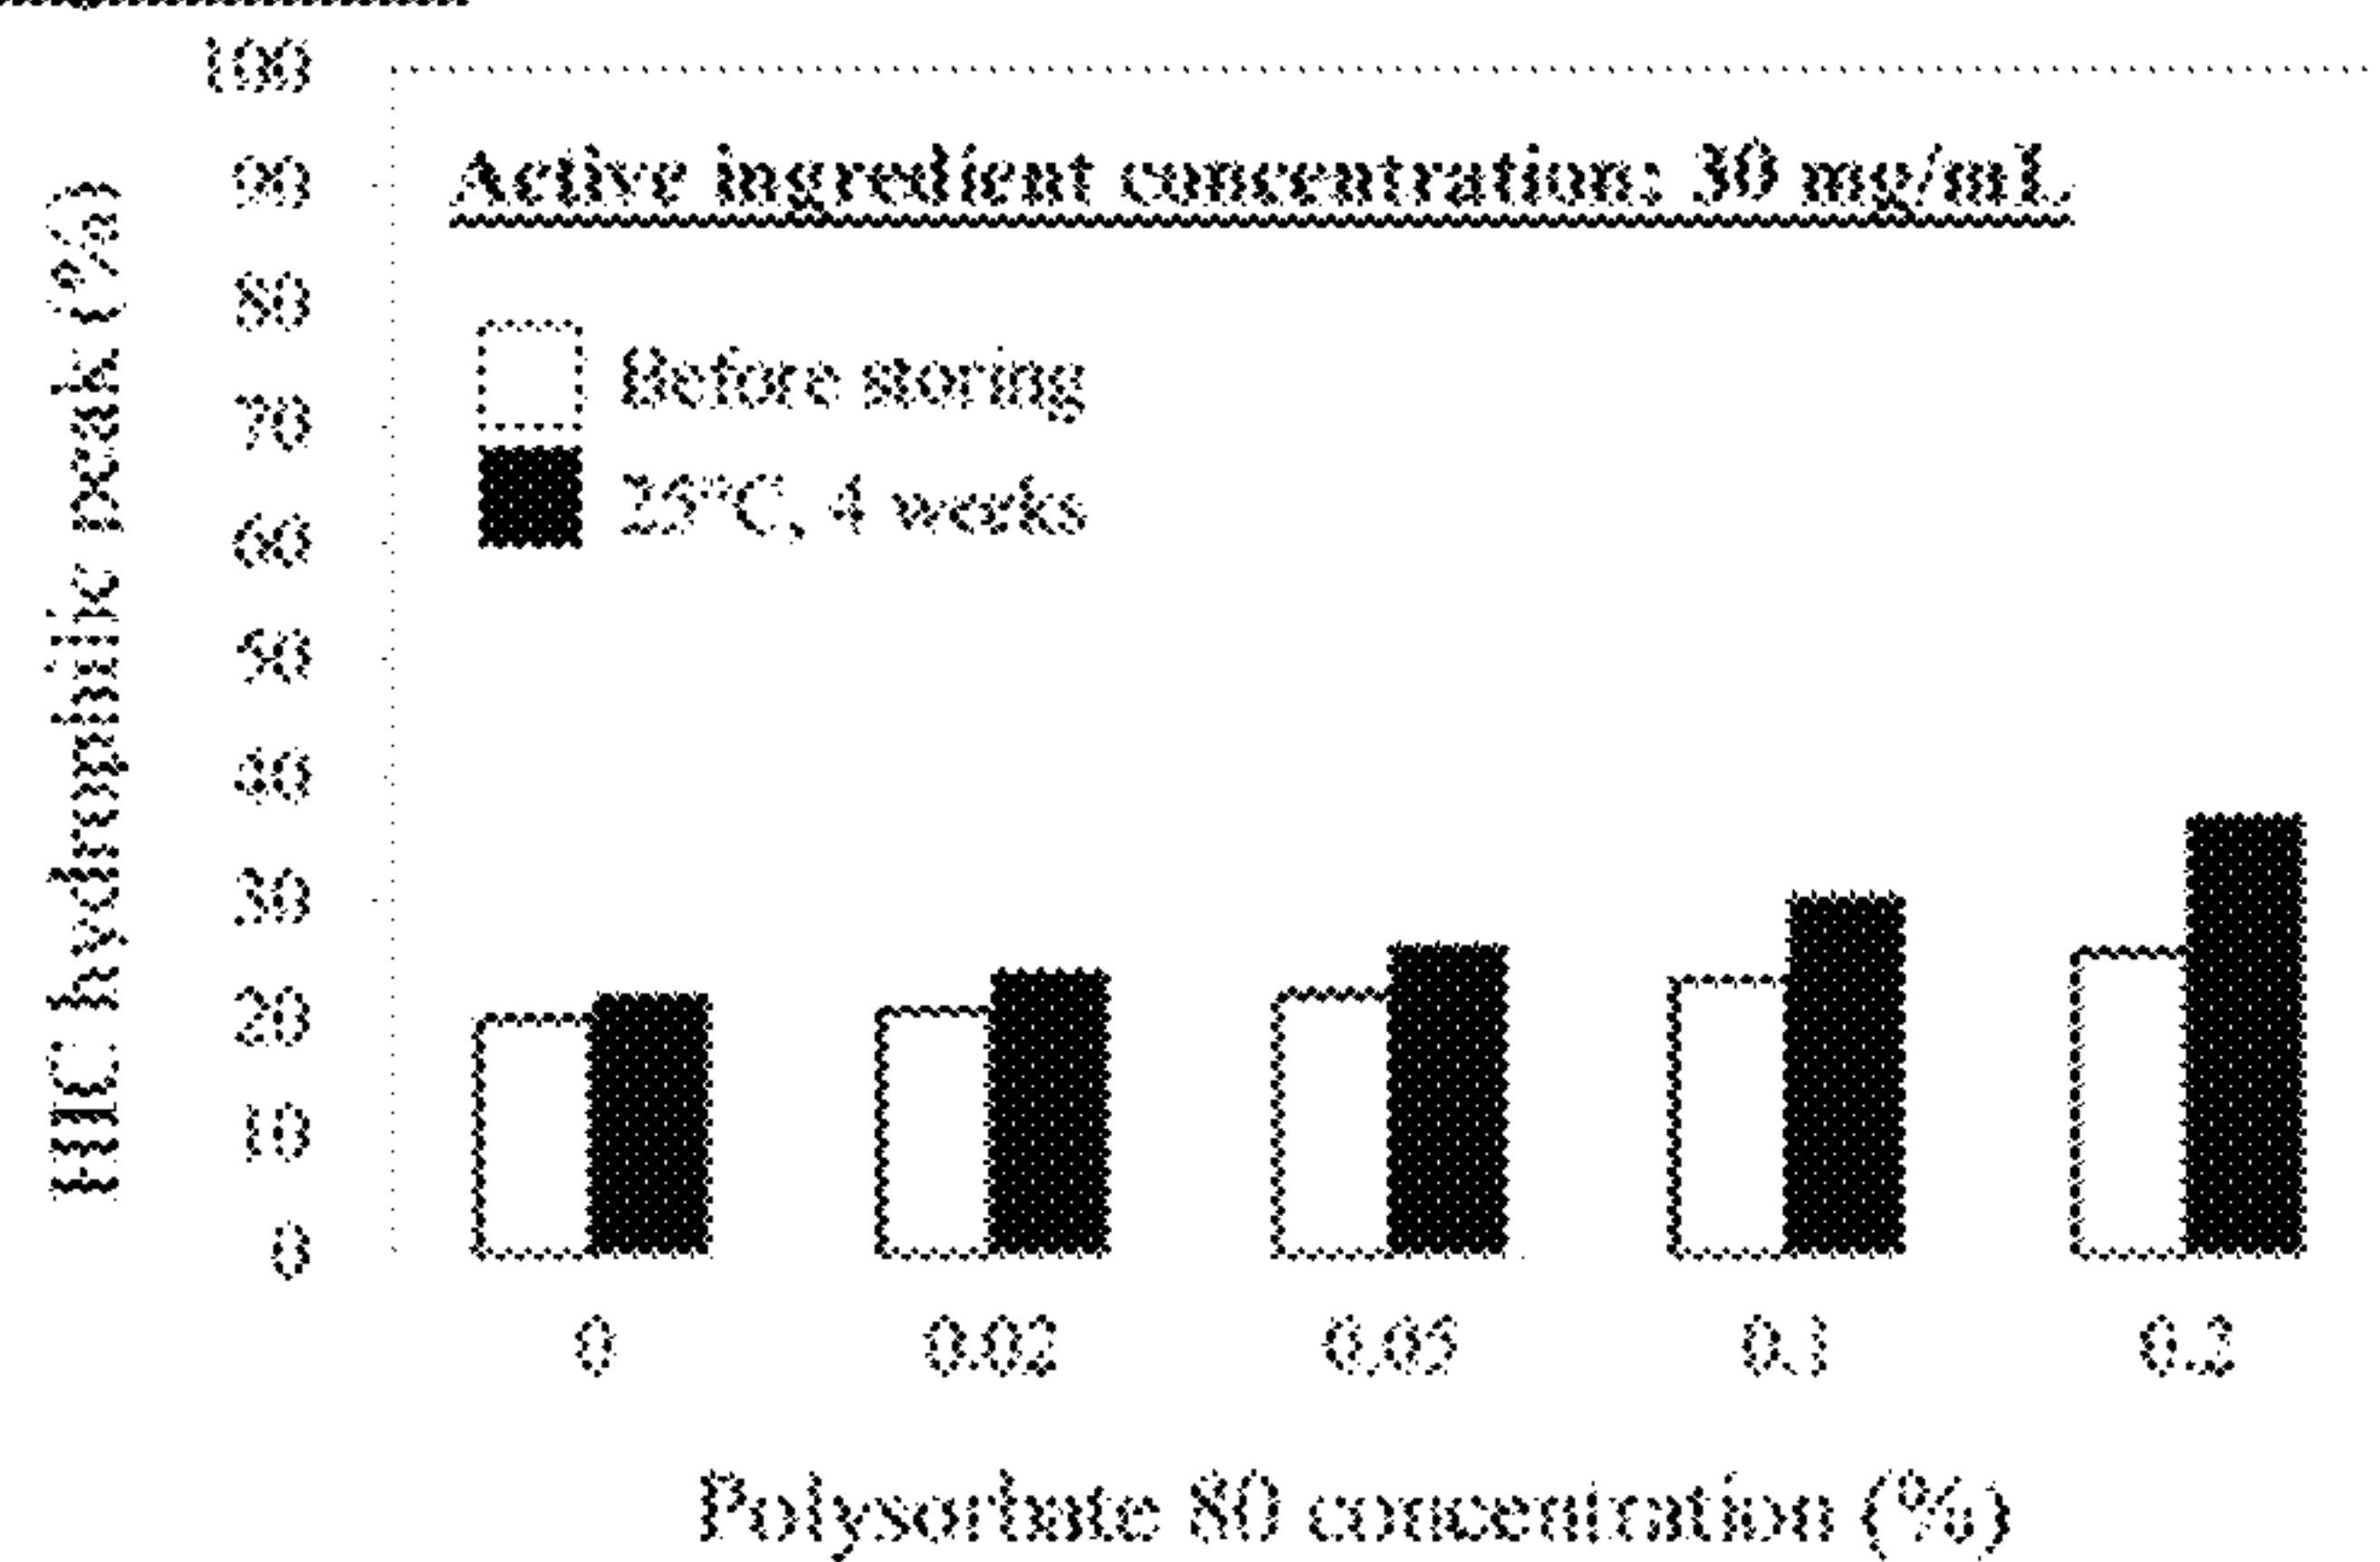 100
Active ingredient concentration: 30 mg/mL
90
80
Before storing
70
25°C, 4 weeks
60
50
40
30
20
10
0
HIC hydrophilic peak (%)
0 0.02 0.05 0.1 0.2
Polysorbate 80 concentration (%)